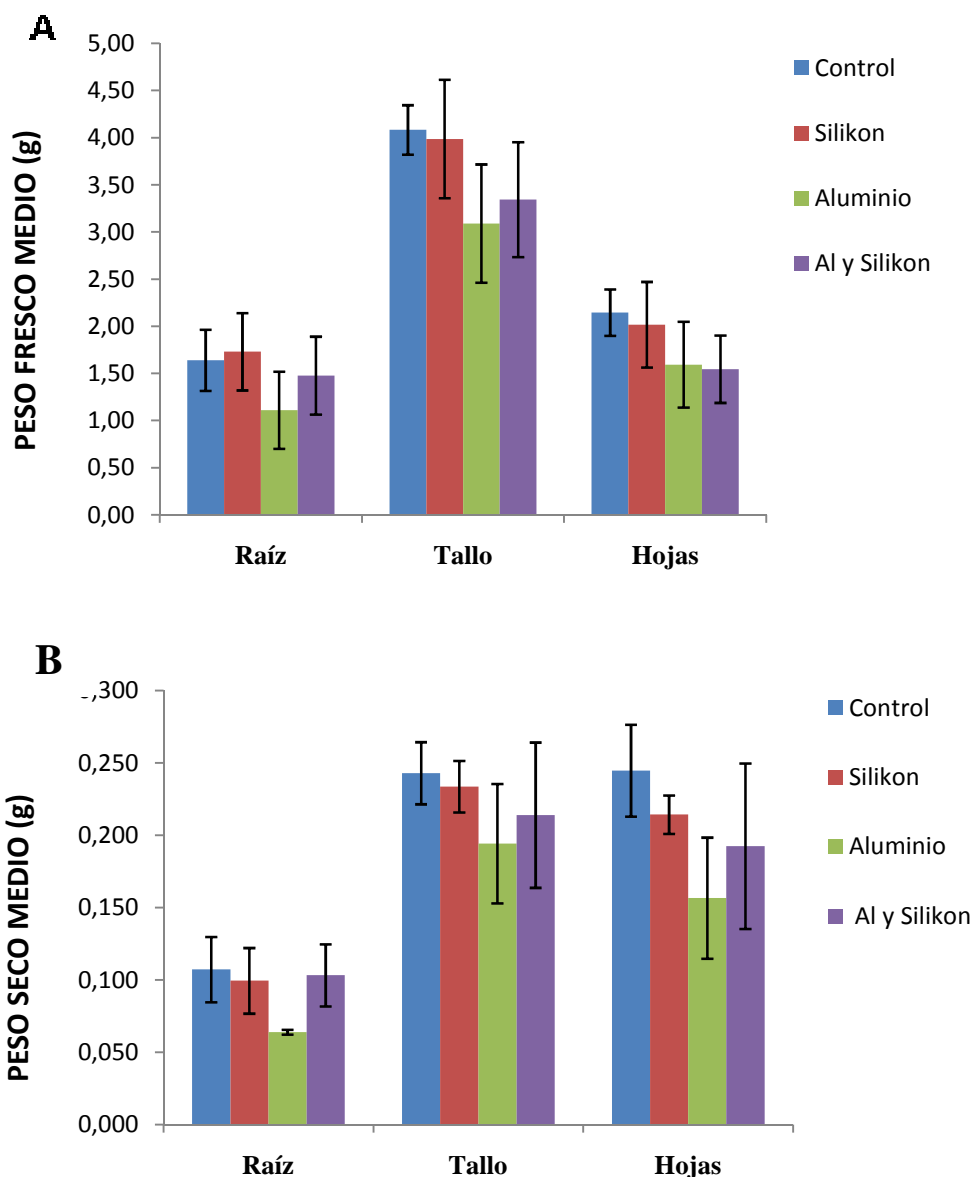 A
PESO FRESCO MEDIO (g)
5,00
4,50
4,00
3,50
3,00
2,50
2,00
1,50
1,00
0,50
0,00
Raíz
Tallo
Hojas
Control
Silikon
Aluminio
Al y Silikon
B
PESO SECO MEDIO (g)
,300
0,250
0,200
0,150
0,100
0,050
0,000
Raíz
Tallo
Hojas
Control
Silikon
Aluminio
Al y Silikon